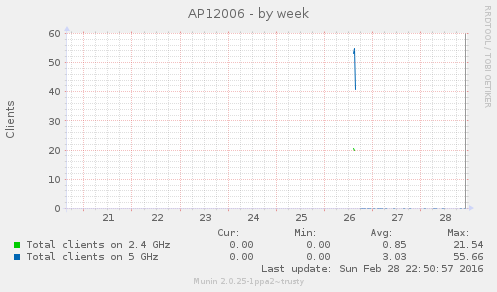 AP12006 - by week
RRDTOOL / TOBI OETIKER
Clients
60
50
40
30
20
10
0
21 22 23 24 25 26 27 28
Cur: Min: Avg: Max:
Total clients on 2.4 GHz 0.00 0.00 0.85 21.54
Total clients on 5 GHz 0.00 0.00 3.03 55.66
Last update: Sun Feb 28 22:50:57 2016
Munin 2.0.25-1ppa2~trusty